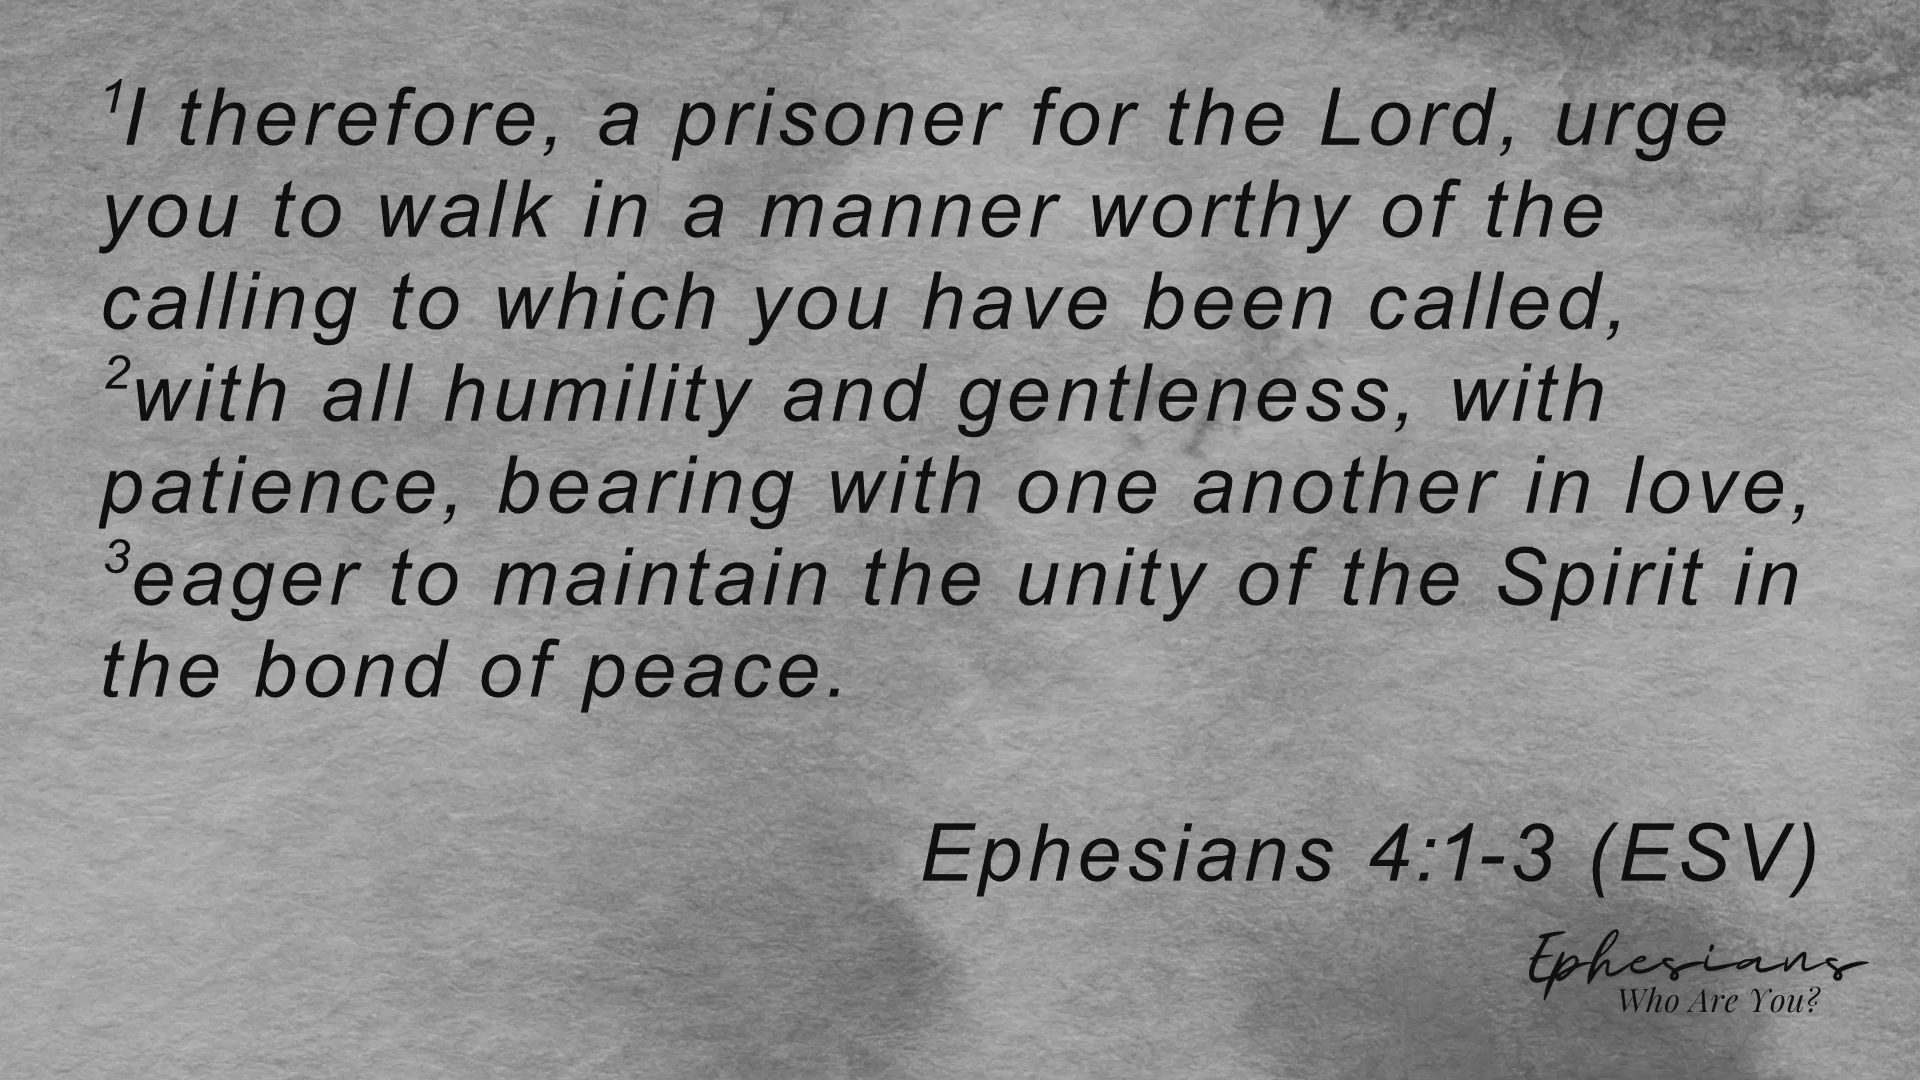 ¹I therefore, a prisoner for the Lord, urge
you to walk in a manner worthy of the
calling to which you have been called,
²with all humility and gentleness, with
patience, bearing with one another in love,
³eager to maintain the unity of the Spirit in
the bond of peace.
Ephesians 4:1-3 (ESV)
Ephesians
Who Are You?